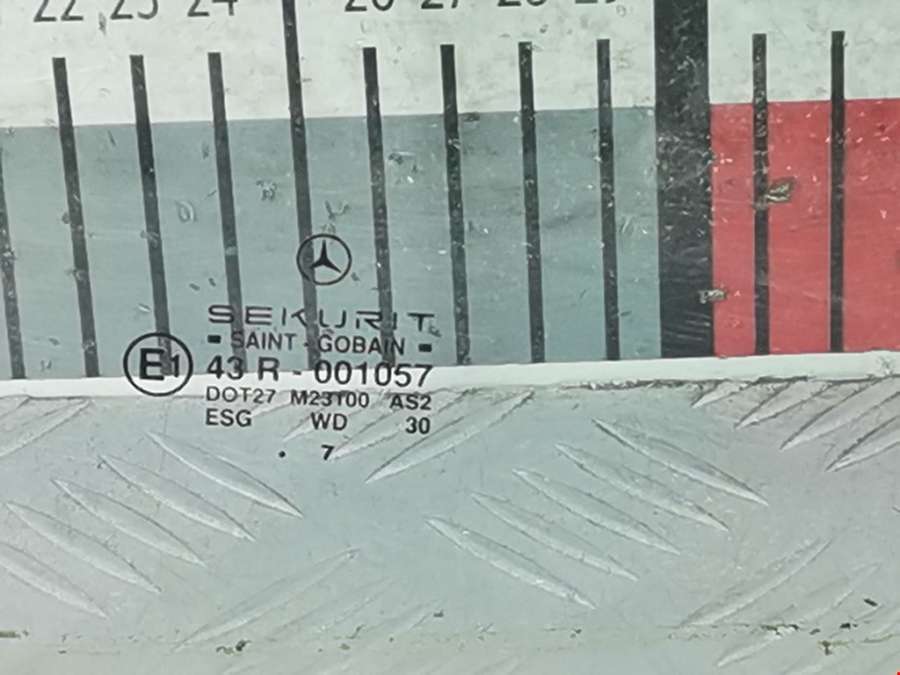 22 23 24 26 27 28 29
SEKURIT
- SAINT - GOBAIN -
E1 43 R - 001057
DOT27 M23T00 AS2
ESG WD 30
. 7